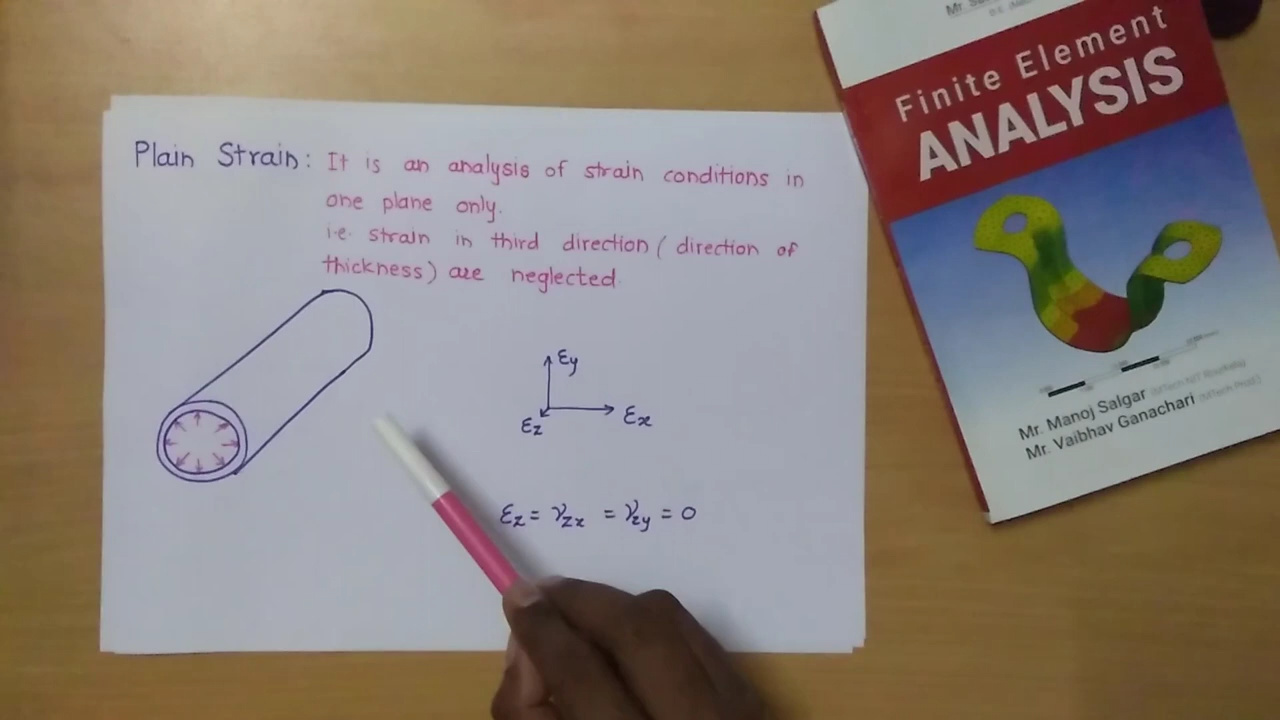 Plain Strain: It is an analysis of strain conditions in
one plane only.
i.e. strain in third direction (direction of
thickness) are neglected.
εy
εz
εx
εz = γzx = γzy = 0
Finite Element
ANALYSIS
Mr. Manoj Salgar
Mr. Vaibhav Ganachari